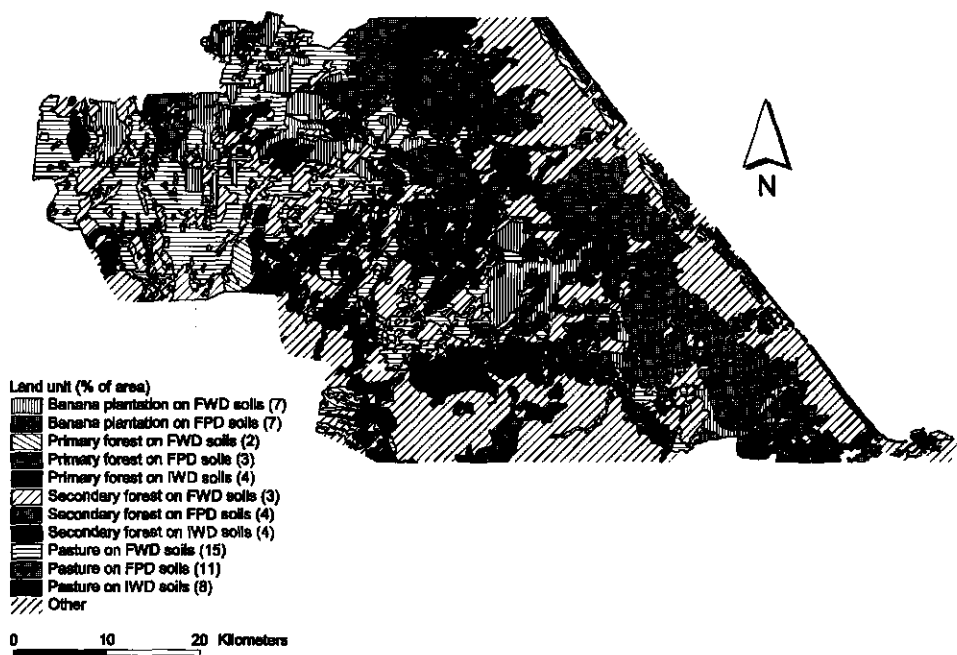 N
Land unit (% of area)
Banana plantation on FWD soils (7)
Banana plantation on FPD soils (7)
Primary forest on FWD soils (2)
Primary forest on FPD soils (3)
Primary forest on IWD soils (4)
Secondary forest on FWD soils (3)
Secondary forest on FPD soils (4)
Secondary forest on IWD soils (4)
Pasture on FWD soils (15)
Pasture on FPD soils (11)
Pasture on IWD soils (8)
Other
0 10 20 Kilometers